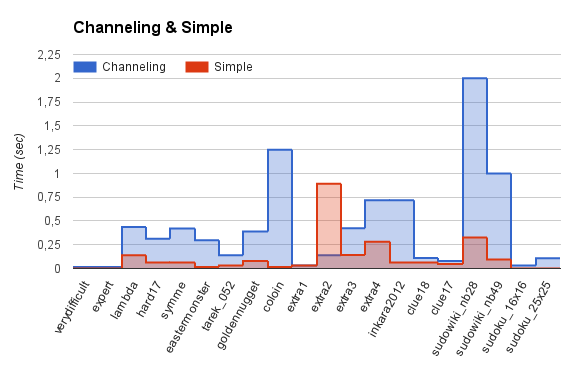 Channeling & Simple
Channeling
Simple
Time (sec)
2,25
2
1,75
1,5
1,25
1
0,75
0,5
0,25
0
verydifficult
expert
lambda
hard17
symme
easternmonster
tarek_052
goldennugget
coloin
extra1
extra2
extra3
extra4
inkara2012
clue18
clue17
sudowiki_nb28
sudowiki_nb49
sudoku_16x16
sudoku_25x25